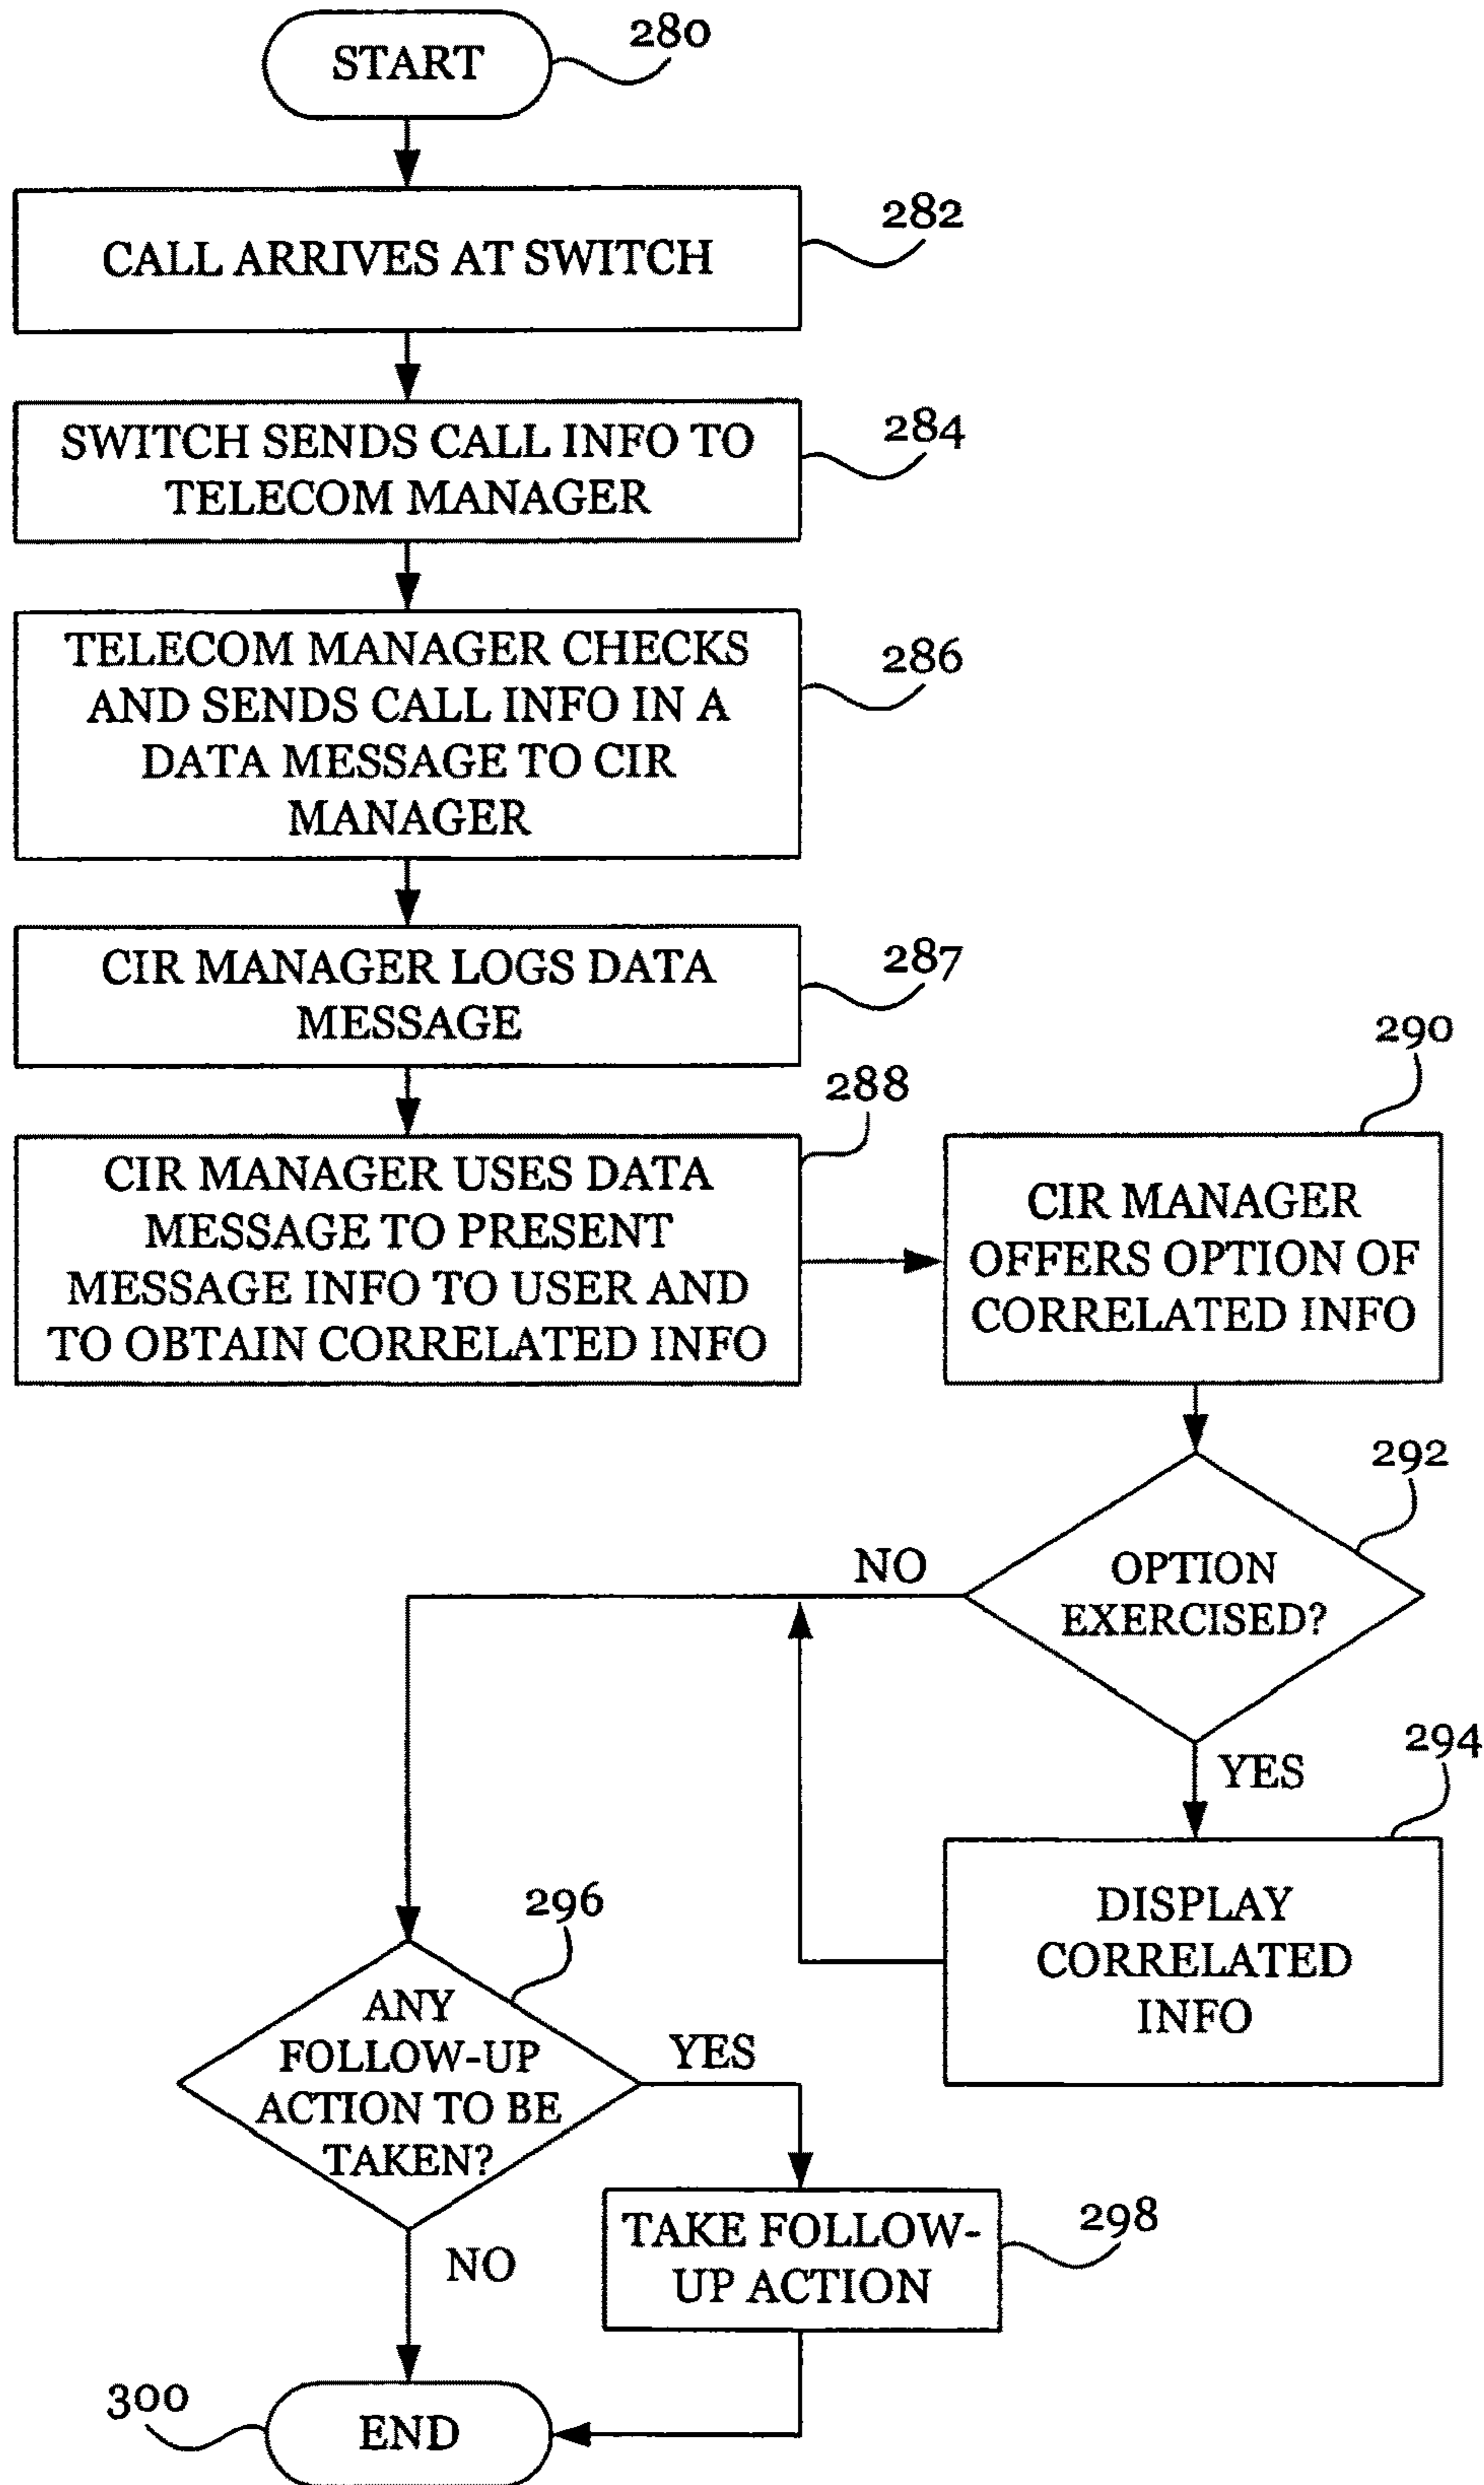 START
280
CALL ARRIVES AT SWITCH
282
SWITCH SENDS CALL INFO TO
TELECOM MANAGER
284
TELECOM MANAGER CHECKS
AND SENDS CALL INFO IN A
DATA MESSAGE TO CIR
MANAGER
286
CIR MANAGER LOGS DATA
MESSAGE
287
CIR MANAGER USES DATA
MESSAGE TO PRESENT
MESSAGE INFO TO USER AND
TO OBTAIN CORRELATED INFO
288
CIR MANAGER
OFFERS OPTION OF
CORRELATED INFO
290
OPTION
EXERCISED?
292
NO
YES
DISPLAY
CORRELATED
INFO
294
ANY
FOLLOW-UP
ACTION TO BE
TAKEN?
296
YES
NO
TAKE FOLLOW-
UP ACTION
298
END
300